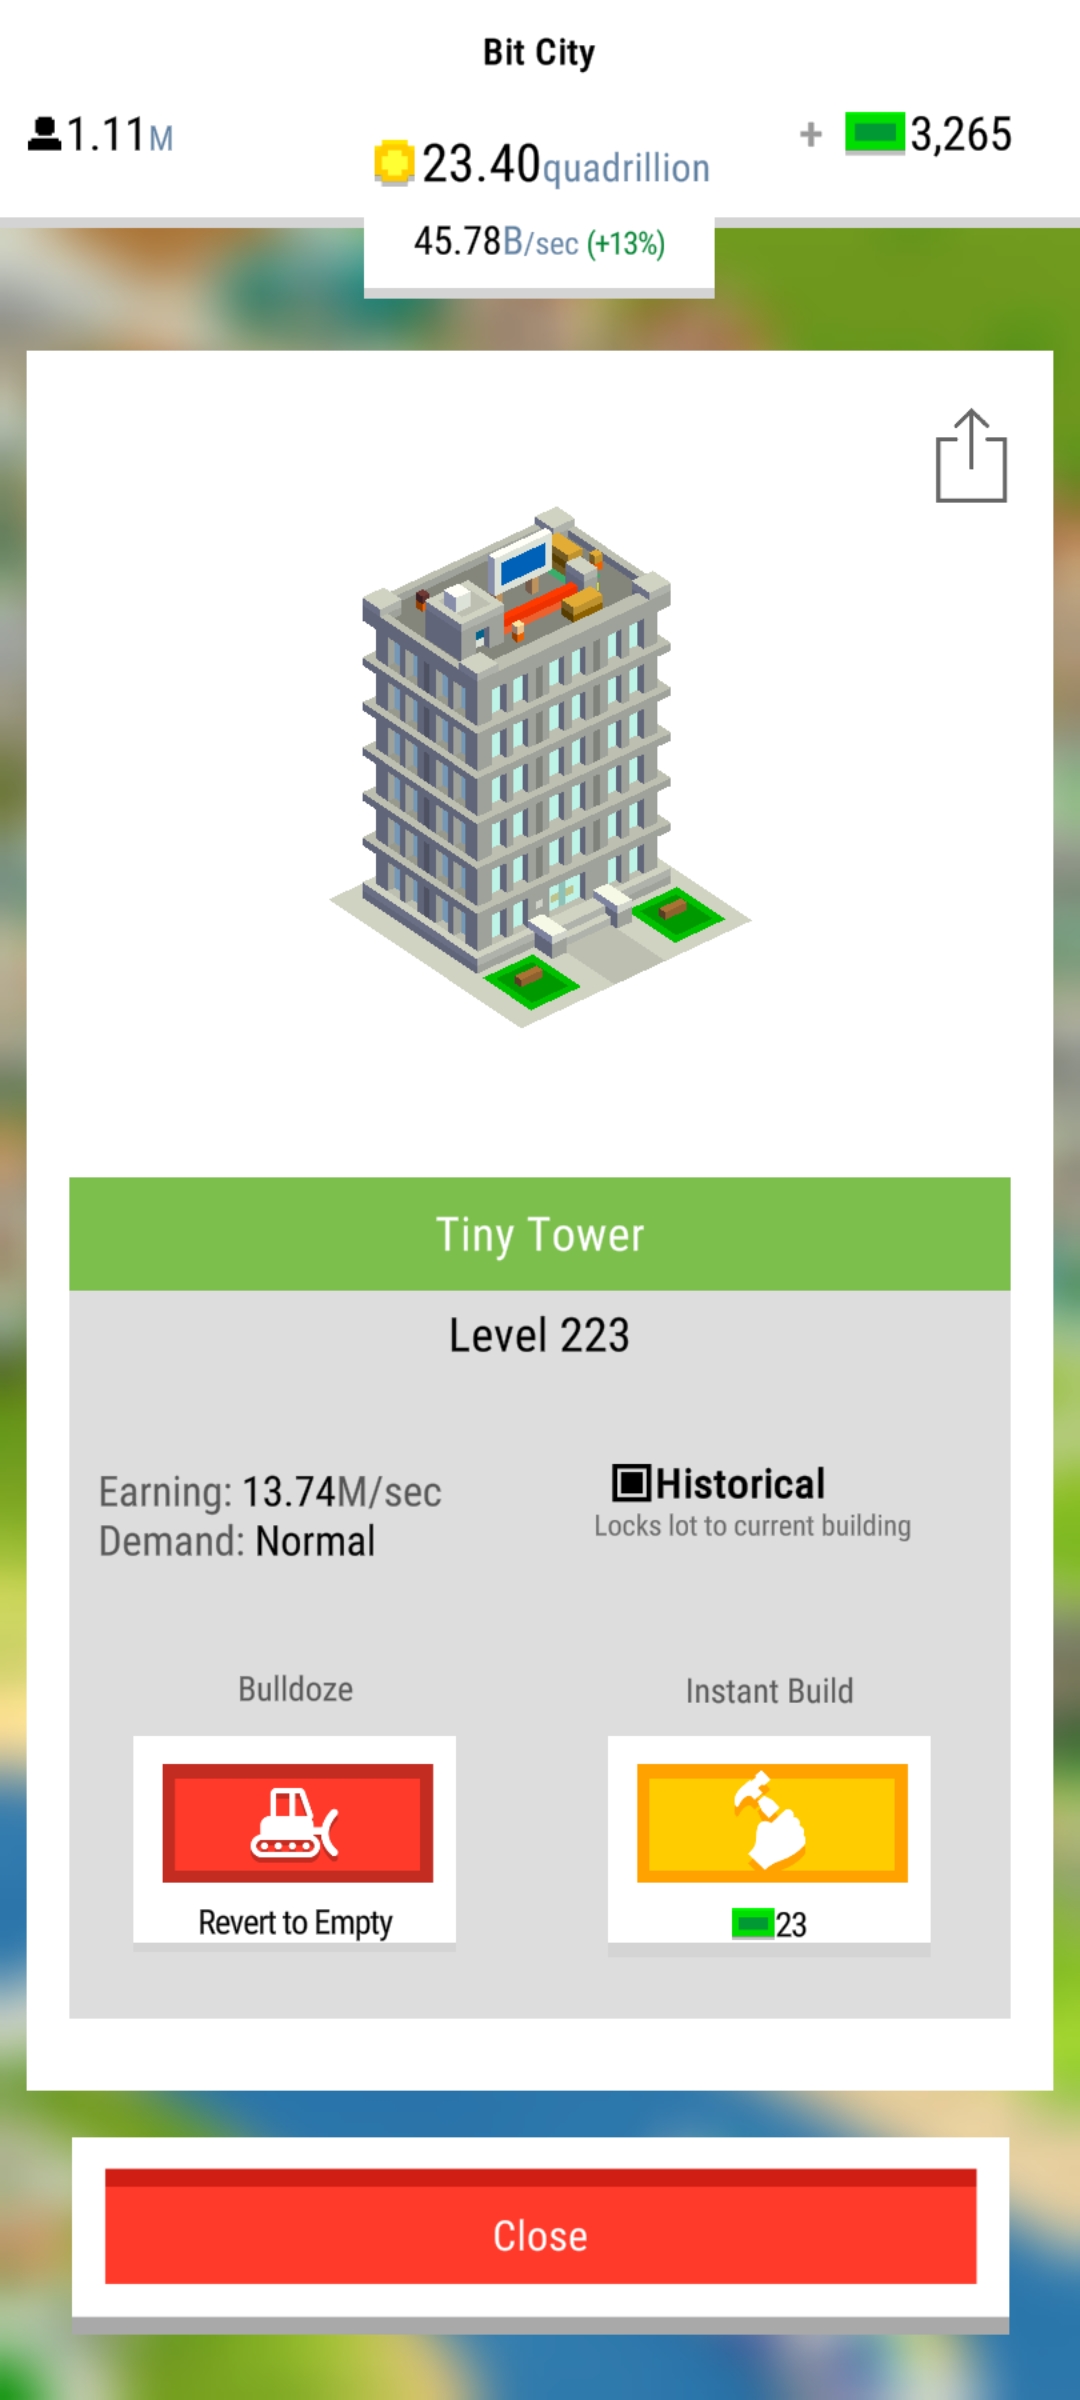 Bit City
1.11M
23.40quadrillion
+ 3,265
45.78B/sec (+13%)
Tiny Tower
Level 223
Earning: 13.74M/sec
Demand: Normal
Historical
Locks lot to current building
Bulldoze
Instant Build
Revert to Empty
23
Close